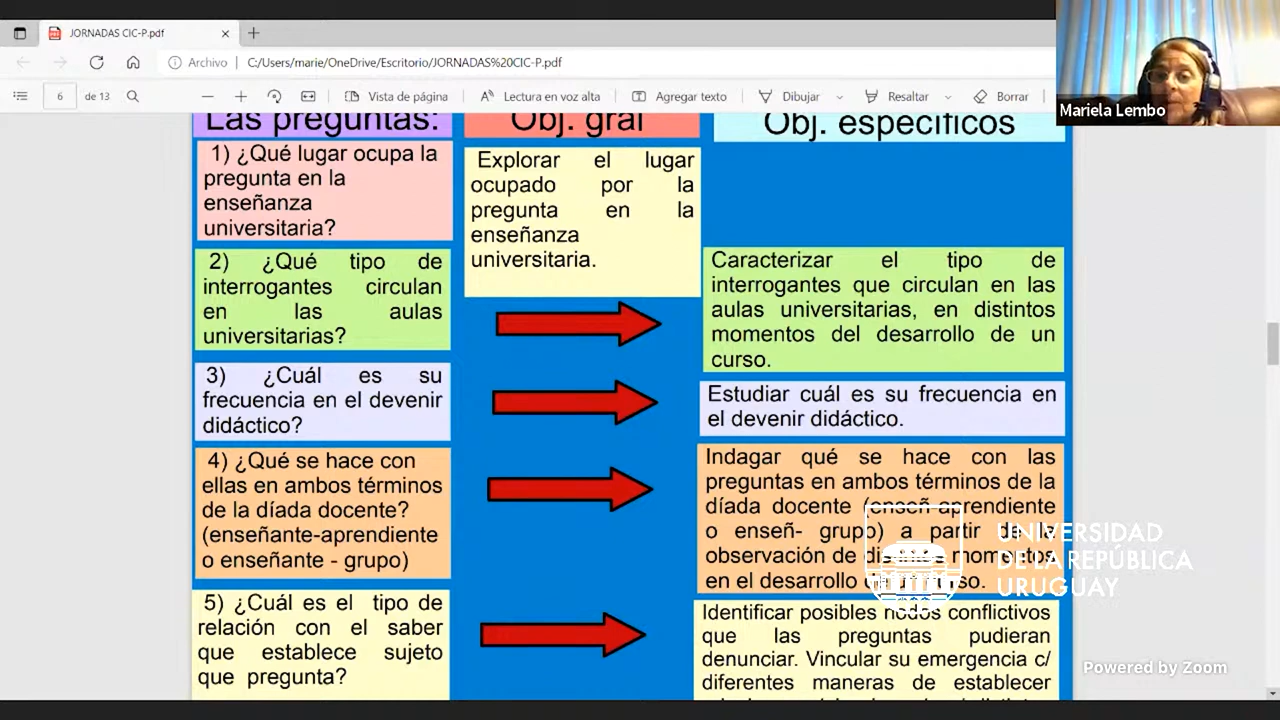 JORNADAS CIC-P.pdf
Archivo
C:/Users/marie/OneDrive/Escritorio/JORNADAS%20CIC-P.pdf
6
de 13
Vista de página
Lectura en voz alta
Agregar texto
Dibujar
Resaltar
Borrar
Mariela Lembo
Las preguntas:
Obj. gral
Obj. específicos
1) ¿Qué lugar ocupa la
pregunta en la
enseñanza
universitaria?
Explorar el lugar
ocupado por la
pregunta en la
enseñanza
universitaria.
2) ¿Qué tipo de
interrogantes circulan
en las aulas
universitarias?
Caracterizar el tipo de
interrogantes que circulan en las
aulas universitarias, en distintos
momentos del desarrollo de un
curso.
3) ¿Cuál es su
frecuencia en el devenir
didáctico?
Estudiar cuál es su frecuencia en
el devenir didáctico.
4) ¿Qué se hace con
ellas en ambos términos
de la díada docente?
(enseñante-aprendiente
o enseñante - grupo)
Indagar qué se hace con las
preguntas en ambos términos de la
díada docente (enseñ-aprendiente
o enseñ- grupo) a partir de la
observación de distintos momentos
en el desarrollo de un curso.
5) ¿Cuál es el tipo de
relación con el saber
que establece sujeto
que pregunta?
Identificar posibles nodos conflictivos
que las preguntas pudieran
denunciar. Vincular su emergencia c/
diferentes maneras de establecer
UNIVERSIDAD
DE LA REPÚBLICA
URUGUAY
Powered by Zoom